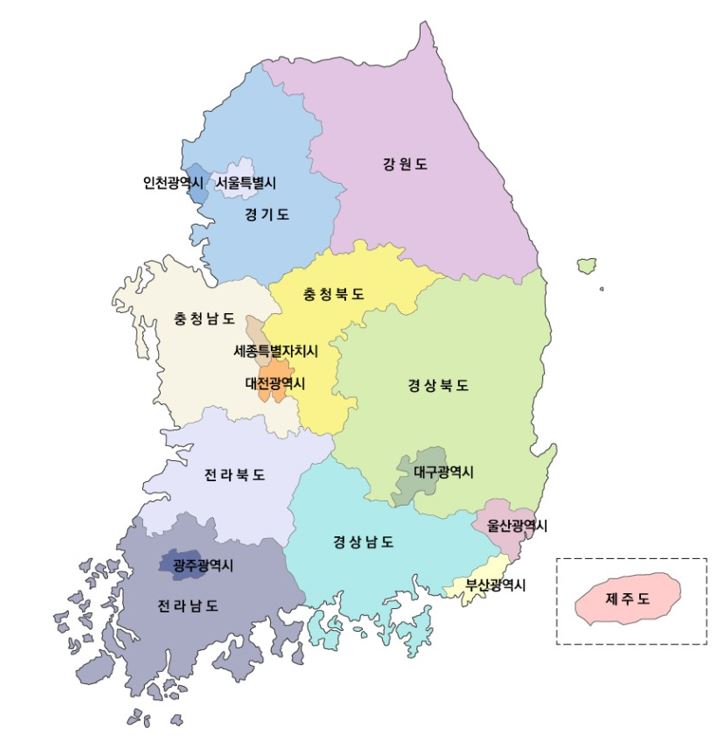 강원도
인천광역시
서울특별시
경기도
충청북도
충청남도
세종특별자치시
대전광역시
경상북도
대구광역시
전라북도
울산광역시
경상남도
광주광역시
부산광역시
전라남도
제주도